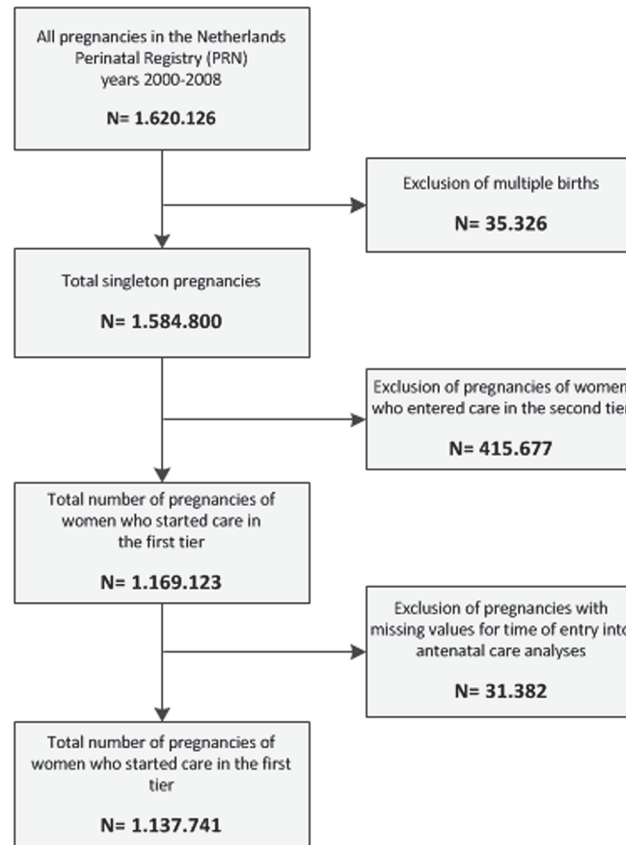 All pregnancies in the Netherlands
Perinatal Registry (PRN)
years 2000-2008
N= 1.620.126
Exclusion of multiple births
N= 35.326
Total singleton pregnancies
N= 1.584.800
Exclusion of pregnancies of women
who entered care in the second tier
N= 415.677
Total number of pregnancies of
women who started care in
the first tier
N= 1.169.123
Exclusion of pregnancies with
missing values for time of entry into
antenatal care analyses
N= 31.382
Total number of pregnancies of
women who started care in the first
tier
N= 1.137.741